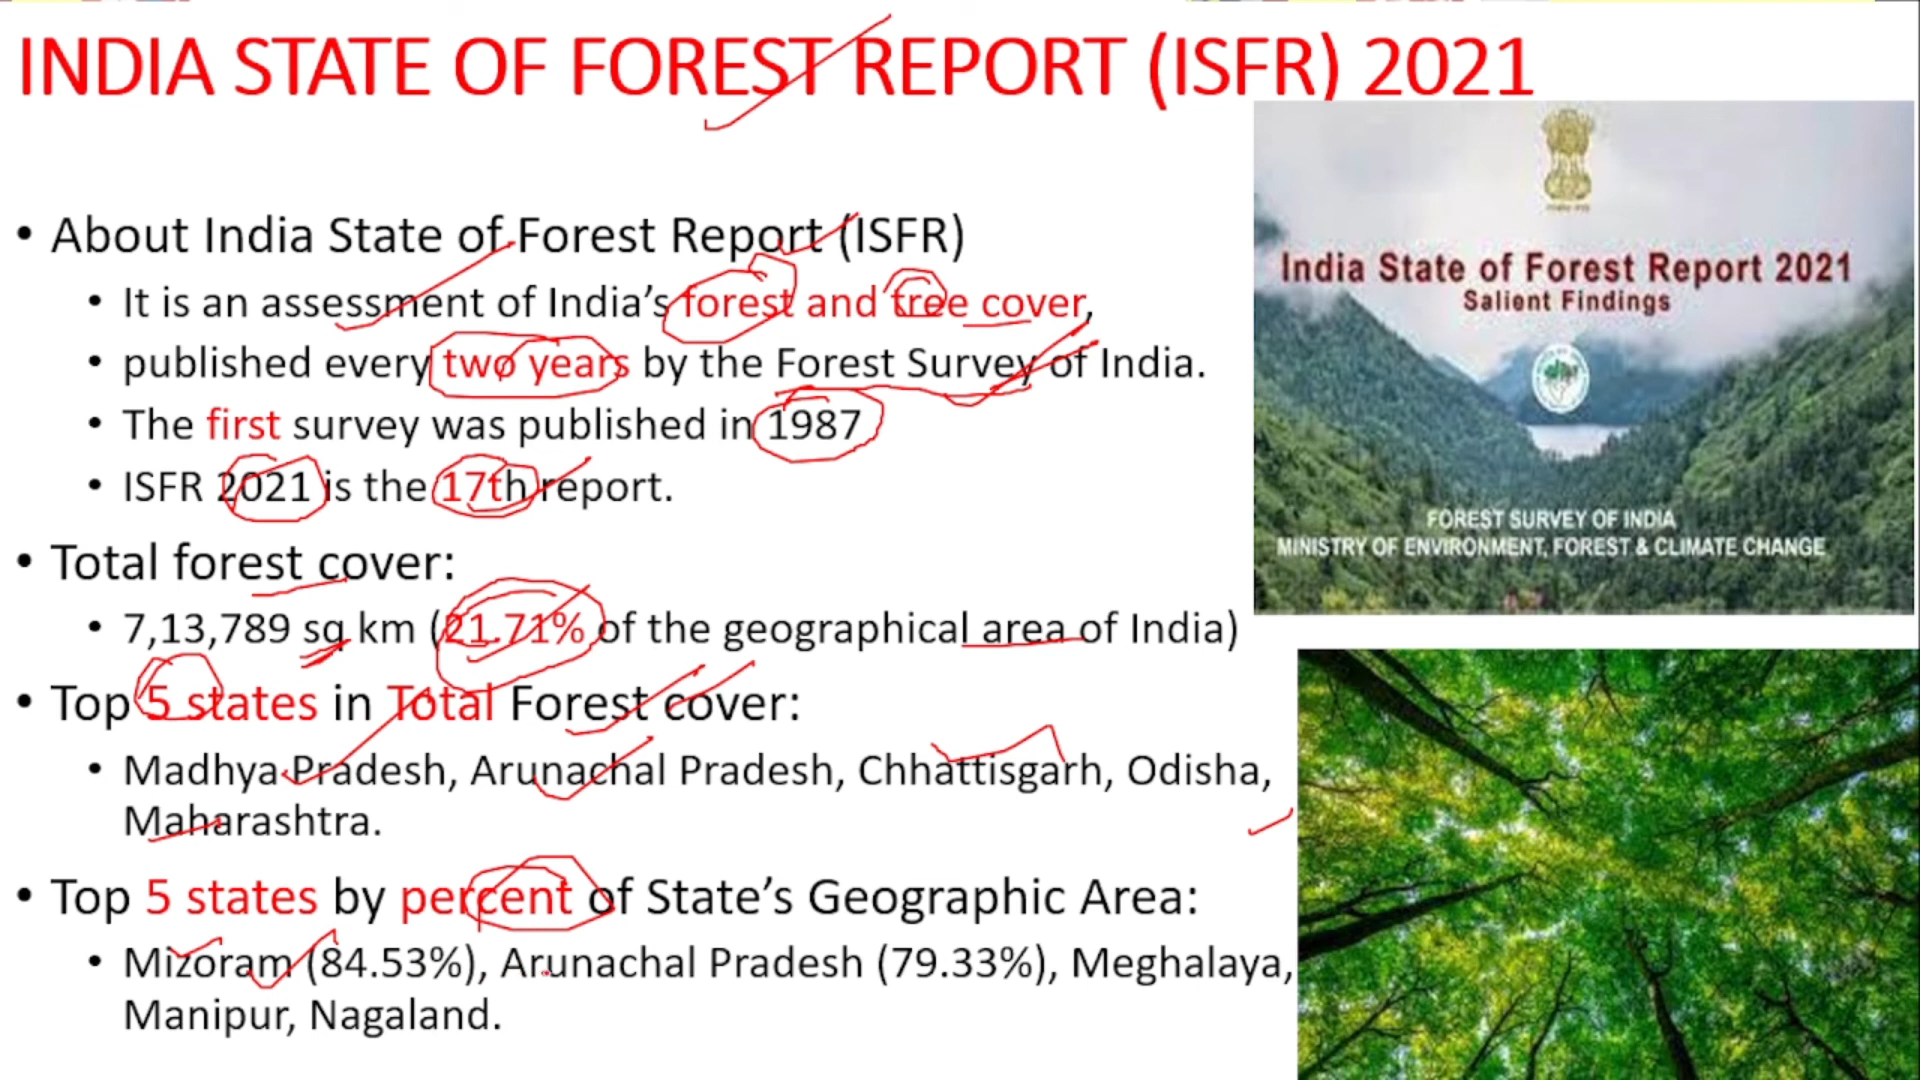 INDIA STATE OF FOREST REPORT (ISFR) 2021
• About India State of Forest Report (ISFR)
• It is an assessment of India’s forest and tree cover,
• published every two years by the Forest Survey of India.
• The first survey was published in 1987
• ISFR 2021 is the 17th report.
• Total forest cover:
• 7,13,789 sq km (21.71% of the geographical area of India)
• Top 5 states in Total Forest cover:
• Madhya Pradesh, Arunachal Pradesh, Chhattisgarh, Odisha,
Maharashtra.
• Top 5 states by percent of State’s Geographic Area:
• Mizoram (84.53%), Arunachal Pradesh (79.33%), Meghalaya,
Manipur, Nagaland.
India State of Forest Report 2021
Salient Findings
FOREST SURVEY OF INDIA
MINISTRY OF ENVIRONMENT, FOREST & CLIMATE CHANGE